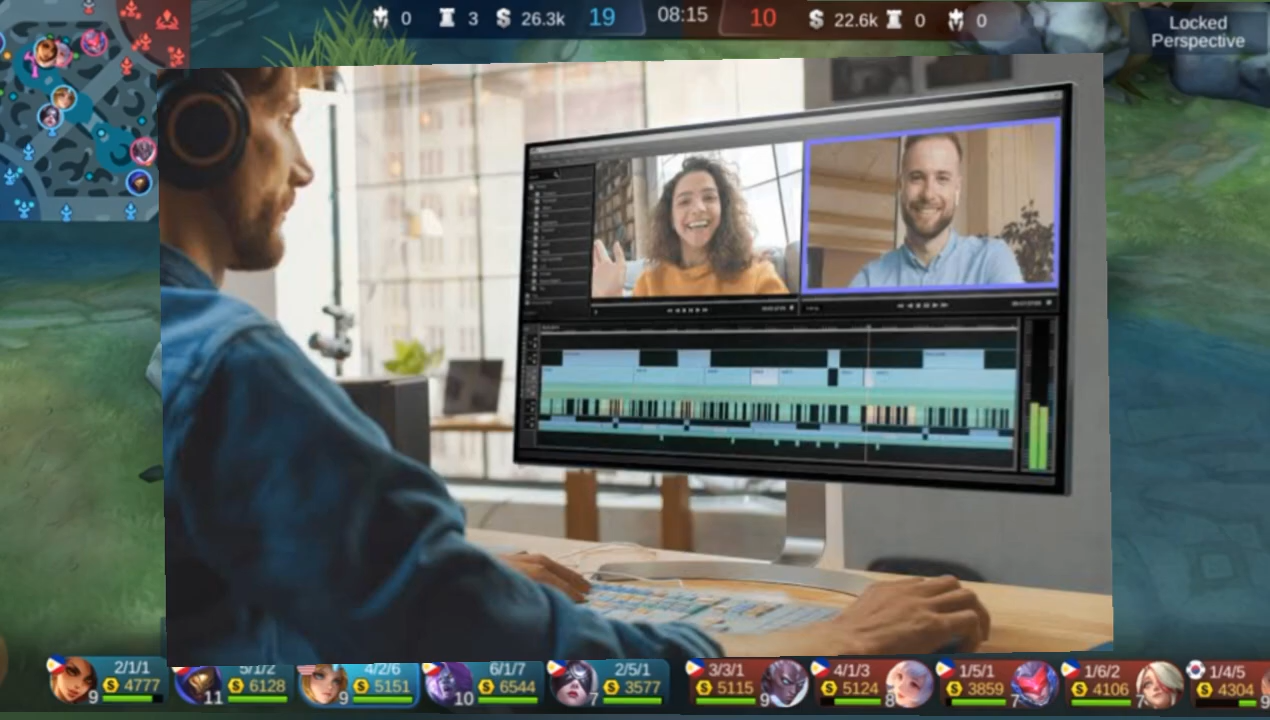 0 3 $ 26.3k 19 08:15 10 $ 22.6k 0 0
Locked
Perspective
2/1/1 5/1/2 4/2/6 6/1/7 2/5/1 3/3/1 4/1/3 1/5/1 1/6/2 1/4/5
9 $ 4777 11 $ 6128 9 $ 5151 10 $ 6544 7 $ 3577 $ 5115 9 $ 5124 8 $ 3859 7 $ 4106 7 $ 4304 9